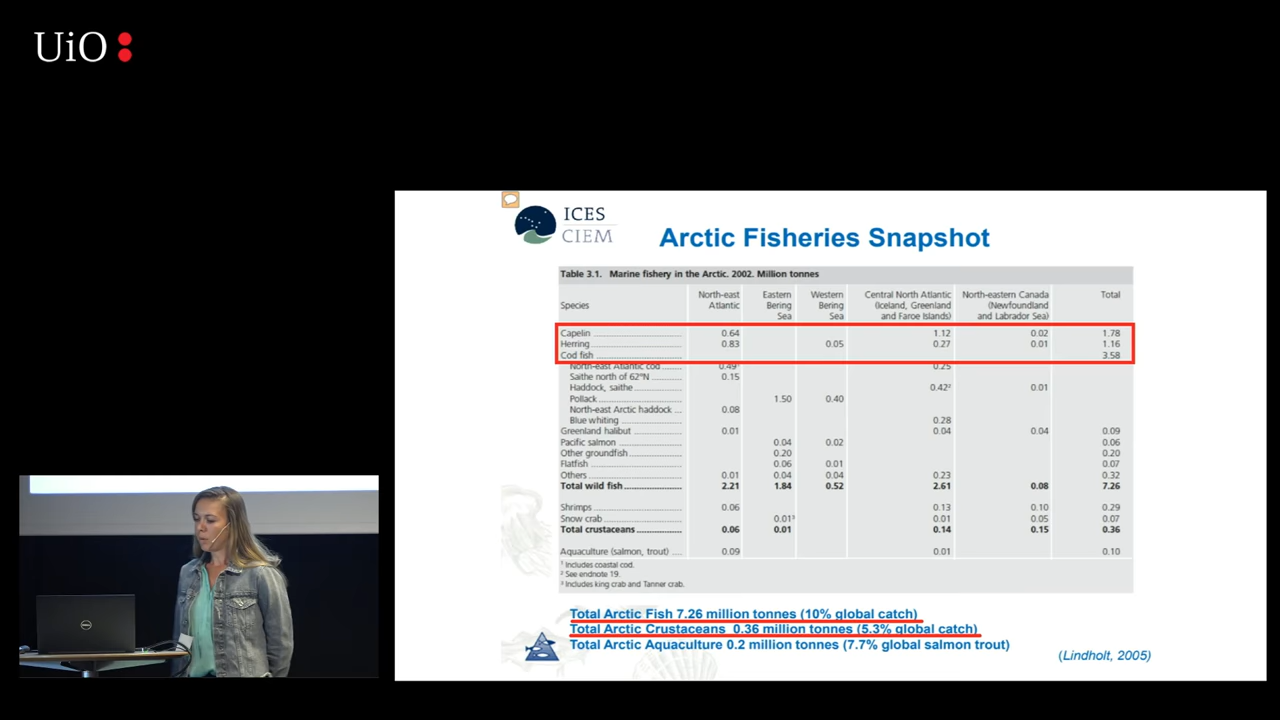 UiO
ICES
CIEM
Arctic Fisheries Snapshot
Table 3.1. Marine fishery in the Arctic. 2002. Million tonnes
Species North-east Atlantic Eastern Bering Sea Western Bering Sea Central North Atlantic (Iceland, Greenland and Faroe Islands) North-eastern Canada (Newfoundland and Labrador Sea) Total
Capelin 0.64 1.12 0.02 1.78
Herring 0.83 0.05 0.27 0.01 1.16
Cod fish 3.58
North-east Atlantic cod 0.49¹ 0.25
Saithe north of 62°N 0.15
Haddock, saithe 0.42² 0.01
Pollack 1.50 0.40
North-east Arctic haddock 0.08
Blue whiting 0.28
Greenland halibut 0.01 0.04 0.04 0.09
Pacific salmon 0.04 0.02 0.06
Other groundfish 0.20 0.20
Flatfish 0.06 0.01 0.07
Others 0.01 0.04 0.04 0.23 0.32
Total wild fish 2.21 1.84 0.52 2.61 0.08 7.26
Shrimps 0.06 0.13 0.10 0.29
Snow crab 0.01³ 0.01 0.05 0.07
Total crustaceans 0.06 0.01 0.14 0.15 0.36
Aquaculture (salmon, trout) 0.09 0.01 0.10
¹ Includes coastal cod.
² See endnote 19.
³ Includes king crab and Tanner crab.
Total Arctic Fish 7.26 million tonnes (10% global catch)
Total Arctic Crustaceans 0.36 million tonnes (5.3% global catch)
Total Arctic Aquaculture 0.2 million tonnes (7.7% global salmon trout)
(Lindholt, 2005)
DELL